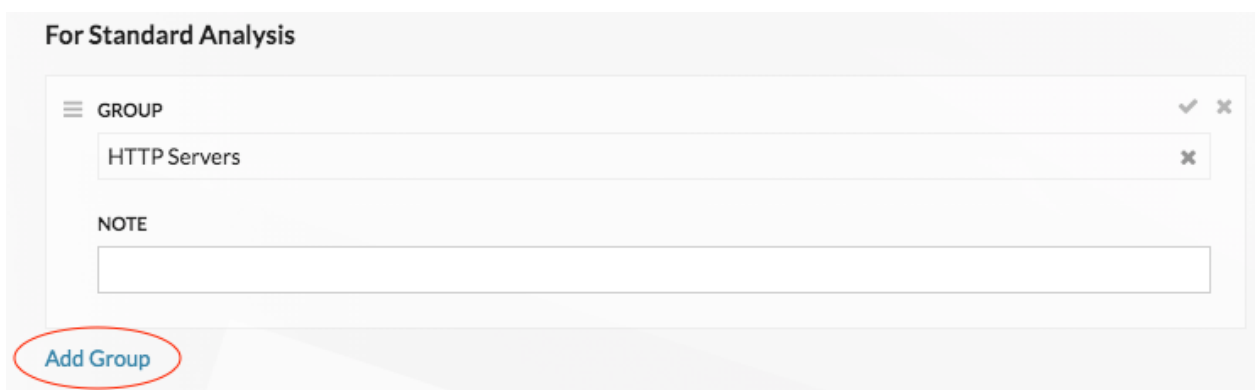 For Standard Analysis
GROUP
HTTP Servers
NOTE
Add Group